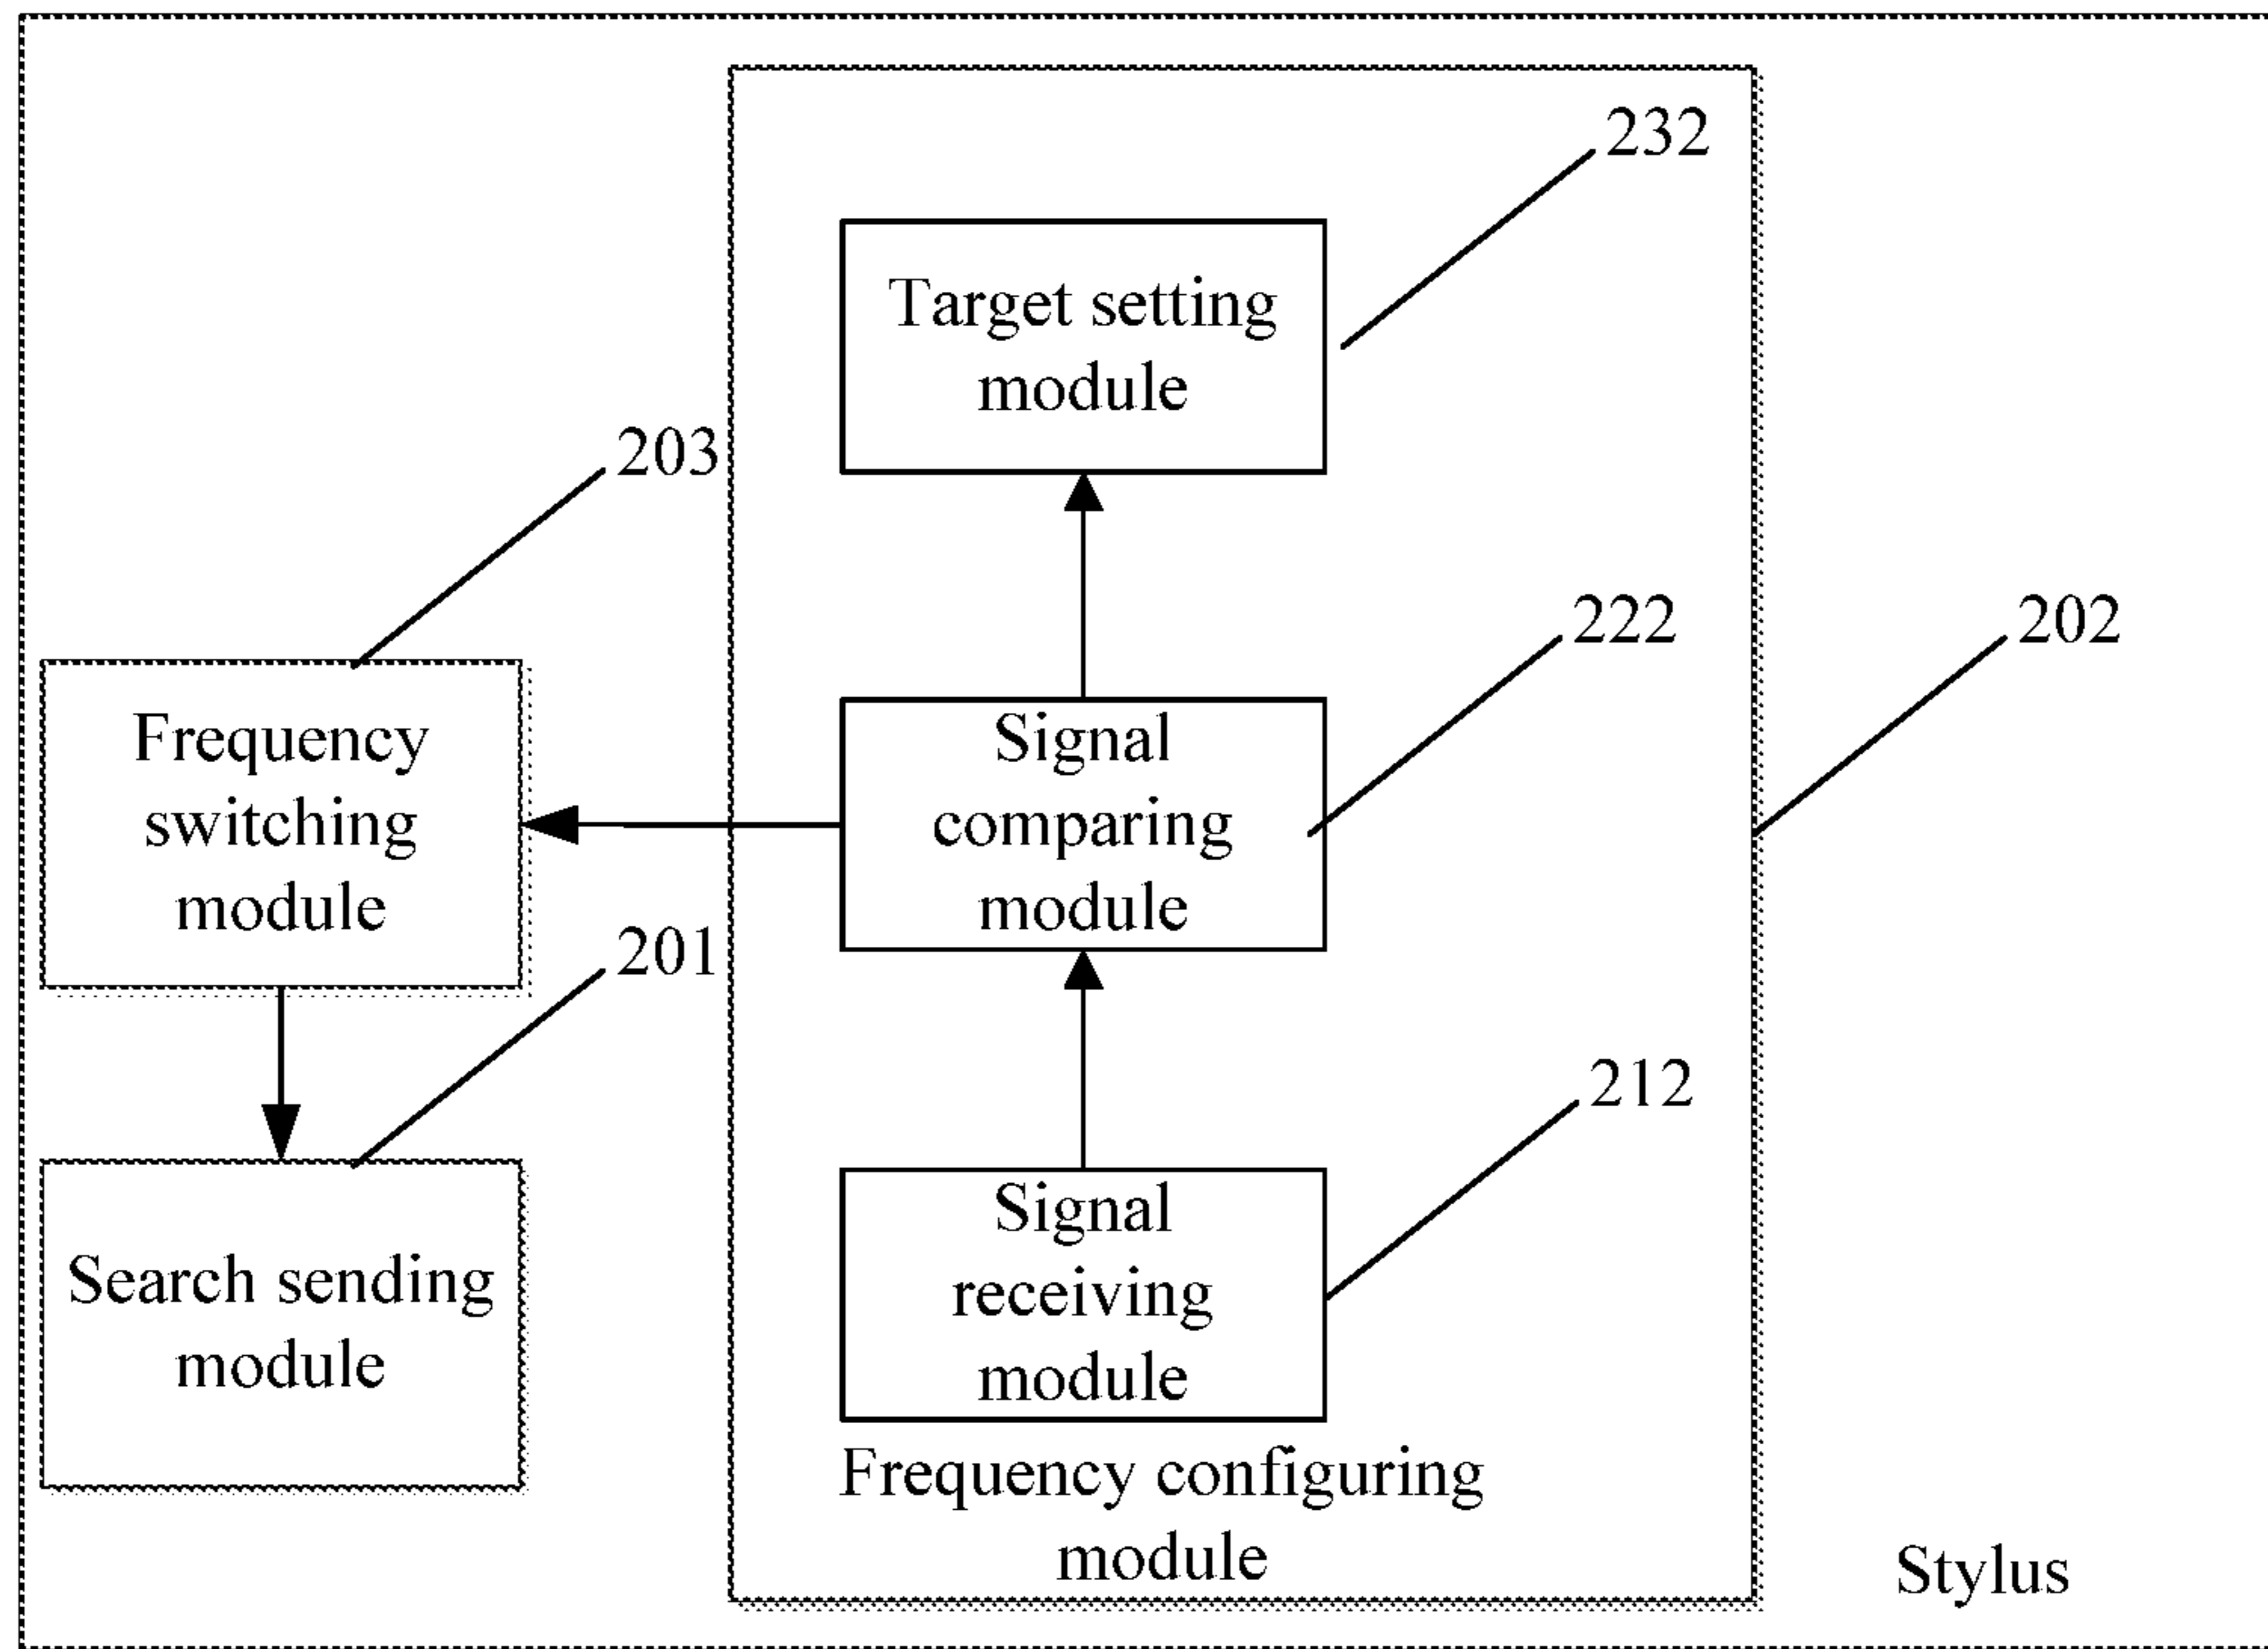 232
Target setting
module
203
222
202
Frequency
switching
module
Signal
comparing
module
201
212
Search sending
module
Signal
receiving
module
Frequency configuring
module
Stylus